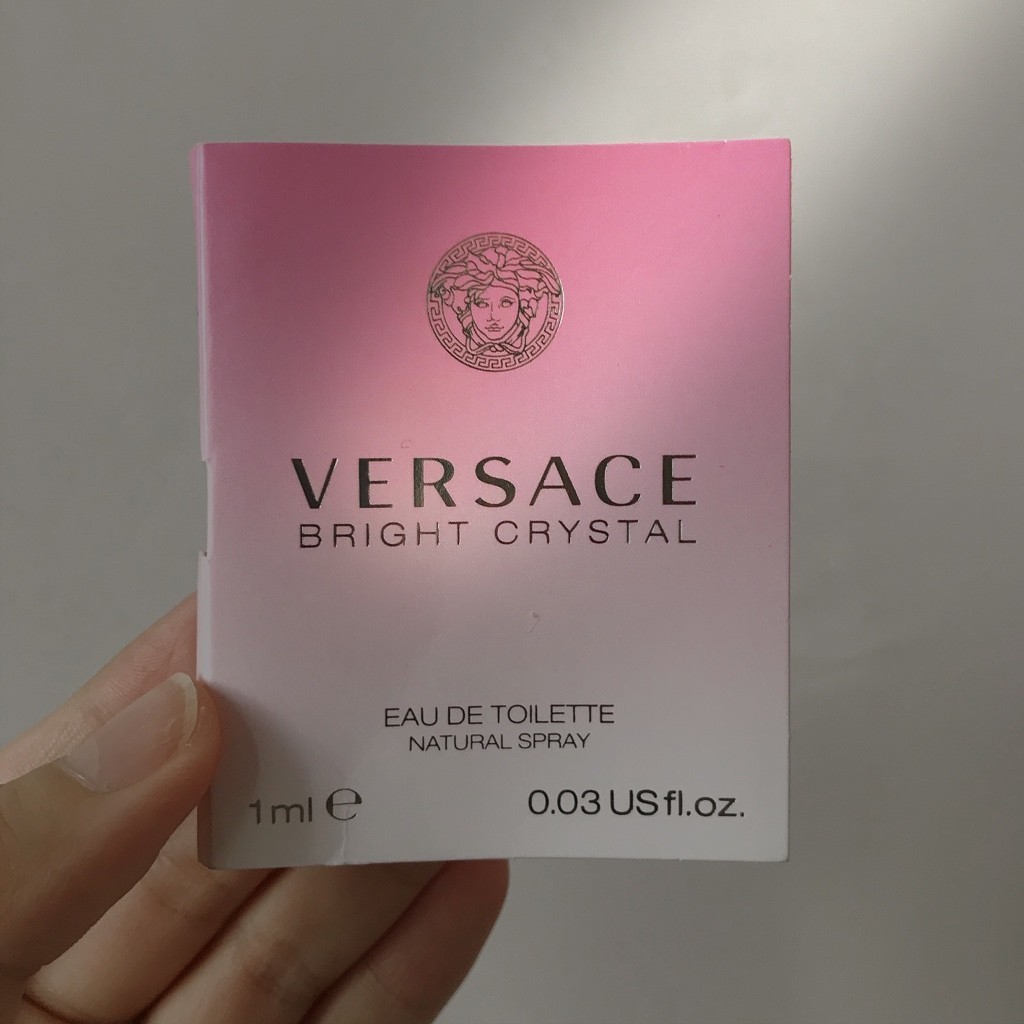 VERSACE
BRIGHT CRYSTAL
EAU DE TOILETTE
NATURAL SPRAY
1ml ℮
0.03 US fl.oz.